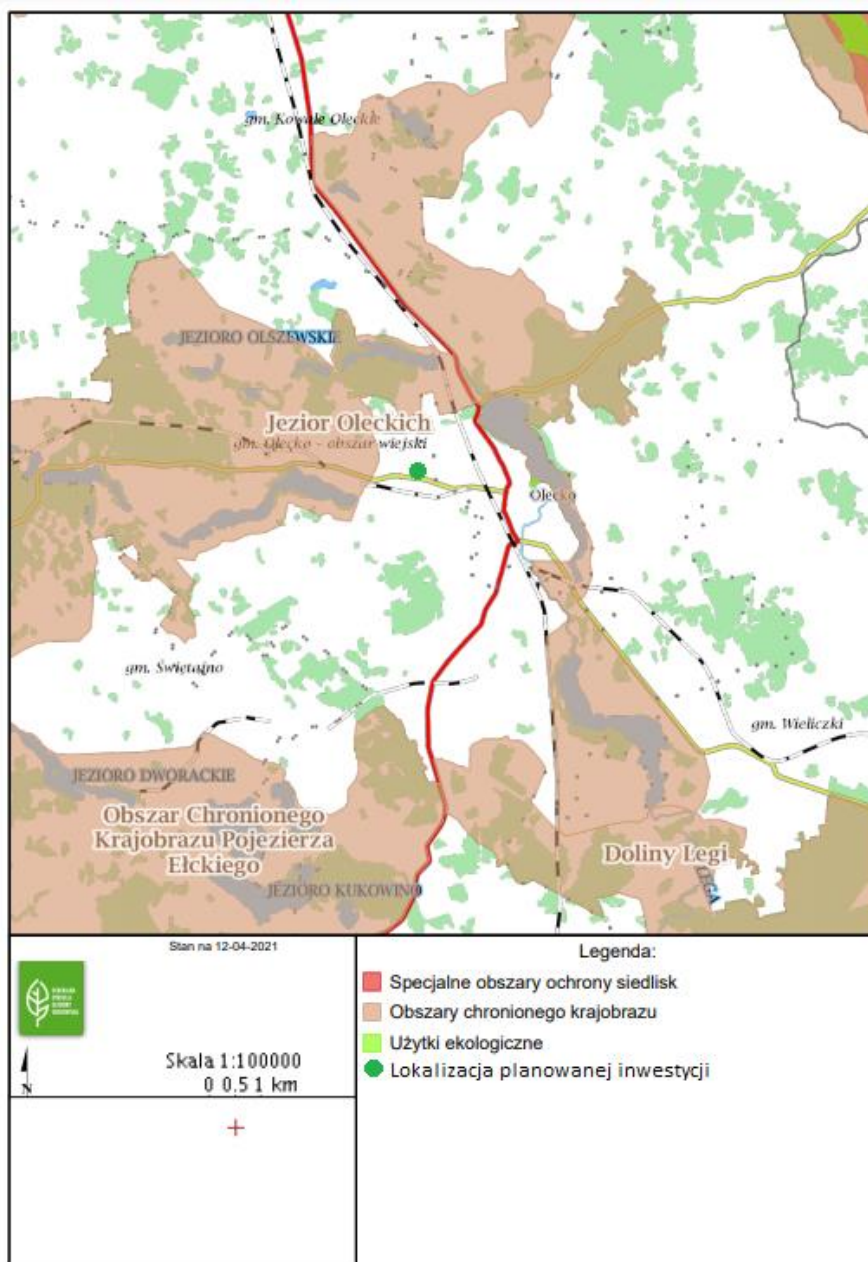 gm. Kowale Oleckie
JEZIORO OLSZEWSKIE
Jezior Oleckich
gm. Olecko - obszar wiejski
Olecko
gm. Świętajno
gm. Wieliczki
JEZIORO DWORACKIE
Obszar Chronionego
Krajobrazu Pojezierza
Ełckiego
Doliny Legi
JEZIORO KUKOWINO
LEGA
Stan na 12-04-2021
Skala 1:100000
0 0.5 1 km
N
Legenda:
Specjalne obszary ochrony siedlisk
Obszary chronionego krajobrazu
Użytki ekologiczne
Lokalizacja planowanej inwestycji